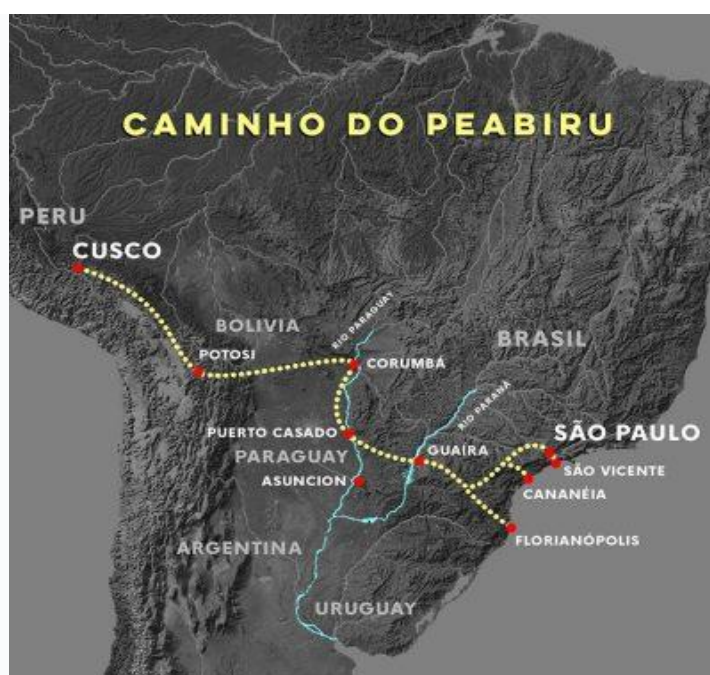 CAMINHO DO PEABIRU
PERU
CUSCO
RIO PARAGUAY
BOLIVIA
BRASIL
POTOSI
CORUMBÁ
RIO PARANÁ
PUERTO CASADO
SÃO PAULO
GUAIRA
PARAGUAY
SÃO VICENTE
ASUNCION
CANANÉIA
FLORIANÓPOLIS
ARGENTINA
URUGUAY